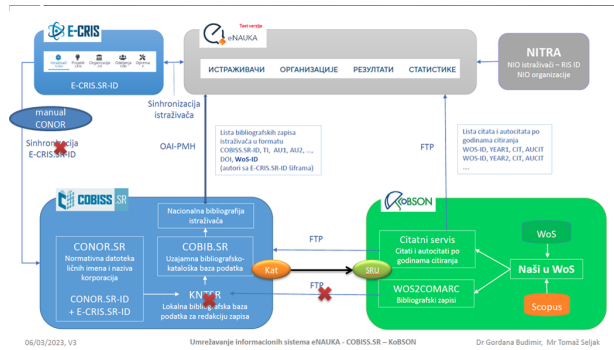 E-CRIS
Test verzija
eNAUKA
ИСТРАЖИВАЧИ ОРГАНИЗАЦИЈЕ РЕЗУЛТАТИ СТАТИСТИКЕ
E-CRIS.SR-ID
NITRA
NIO istraživači – RIS ID
NIO organizacije
manual
CONOR
Sinhronizacija
E-CRIS.SR-ID
Sinhronizacija
istraživača
OAI-PMH
Lista bibliografskih zapisa
istraživača u formatu
COBISS.SR-ID, TI, AU1, AU2, ...,
DOI, WoS-ID
(autori sa E-CRIS.SR-ID šiframa)
FTP
Lista citata i autocitata po
godinama citiranja
WOS-ID, YEAR1, CIT, AUCIT
WOS-ID, YEAR2, CIT, AUCIT
....
COBISS.SR
Nacionalna bibliografija
istraživača
CONOR.SR
Normativna datoteka
ličnih imena i naziva
korporacija
CONOR.SR-ID
+ E-CRIS.SR-ID
COBIB.SR
Uzajamna bibliografsko-
kataloška baza podatka
Lokalna bibliografska baza
podatka za redakciju zapisa
FTP
Kat
SRU
FTP
KoBSON
Citatni servis
Citati i autocitati po
godinama citiranja
WOS2COMARC
Bibliografski zapisi
WoS
Naši u WoS
Scopus
06/03/2023, V3
Umrežavanje informacionih sistema eNAUKA - COBISS.SR – KoBSON
Dr Gordana Budimir, Mr Tomaž Seljak